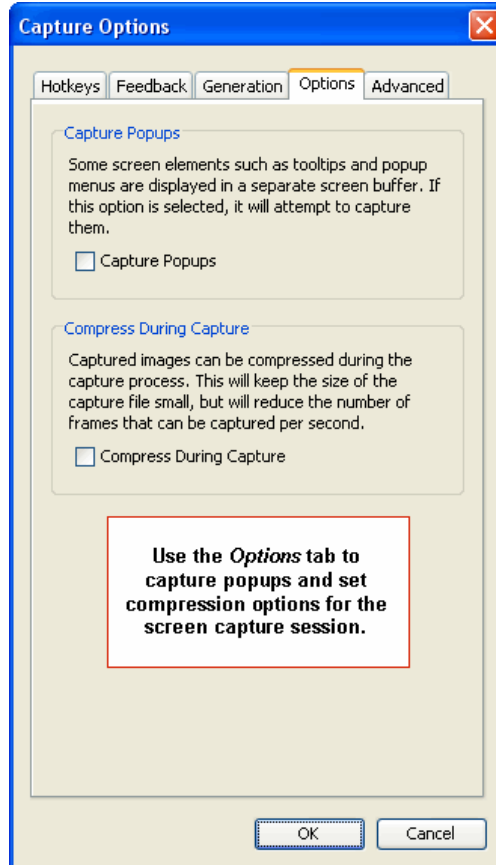 Capture Options
Hotkeys Feedback Generation Options Advanced
Capture Popups
Some screen elements such as tooltips and popup
menus are displayed in a separate screen buffer. If
this option is selected, it will attempt to capture
them.
Capture Popups
Compress During Capture
Captured images can be compressed during the
capture process. This will keep the size of the
capture file small, but will reduce the number of
frames that can be captured per second.
Compress During Capture
Use the Options tab to
capture popups and set
compression options for the
screen capture session.
OK Cancel